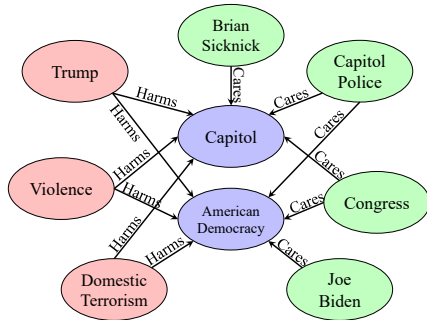 Brian
Sicknick
Trump
Capitol
Police
Harms
Cares
Cares
Harms
Capitol
Cares
Harms
Violence
Harms
American
Democracy
Cares
Congress
Harms
Harms
Cares
Domestic
Terrorism
Joe
Biden